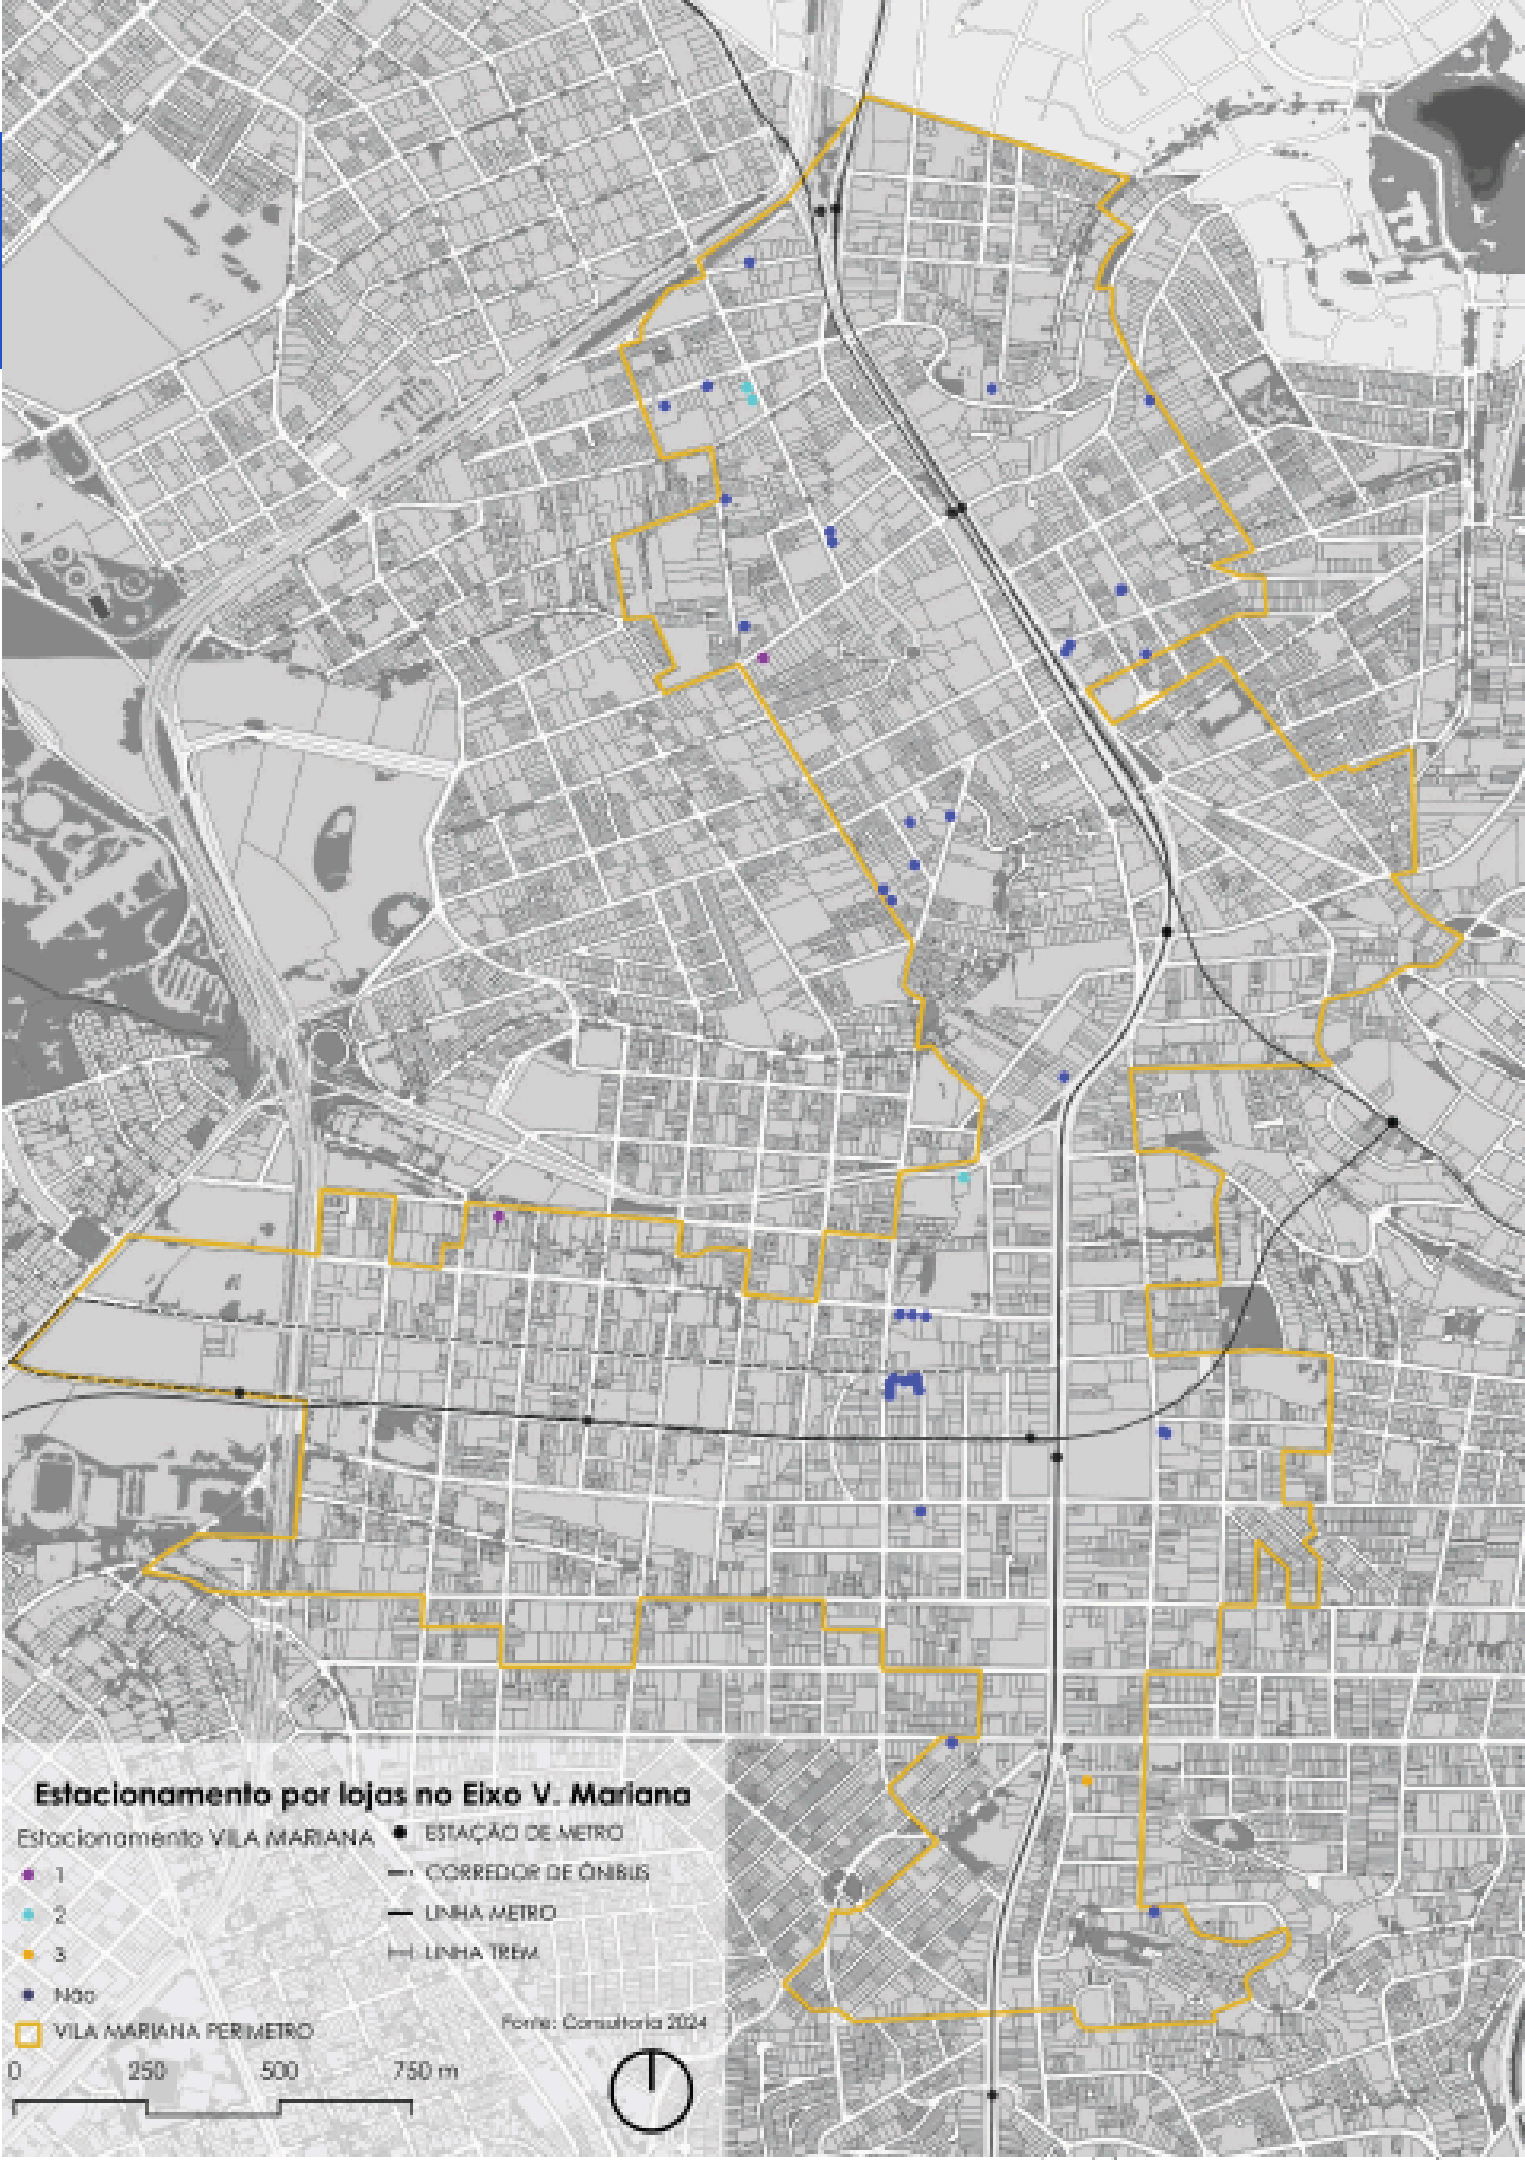 Estacionamento por lojas no Eixo V. Mariana
Estacionamento VILA MARIANA
1
2
3
Não
VILA MARIANA PERIMETRO
ESTAÇÃO DE METRO
CORREDOR DE ÔNIBUS
LINHA METRO
LINHA TREM
Fonte: Consultoria 2024
0 250 500 750 m